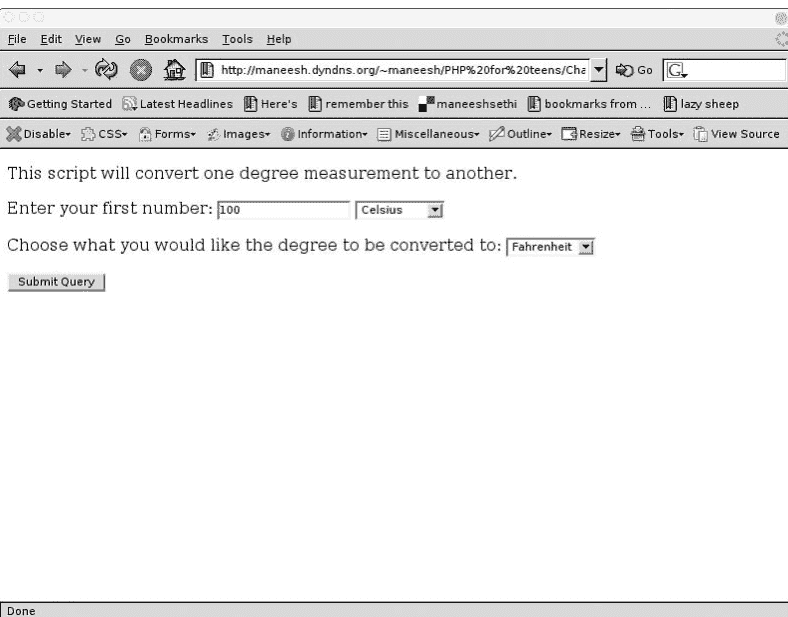 File Edit View Go Bookmarks Tools Help
http://maneesh.dyndns.org/~maneesh/PHP%20for%20teens/Cha Go G
Getting Started Latest Headlines Here's remember this maneeshsethi bookmarks from ... lazy sheep
Disable CSS Forms Images Information Miscellaneous Outline Resize Tools View Source
This script will convert one degree measurement to another.
Enter your first number: 100 Celsius
Choose what you would like the degree to be converted to: Fahrenheit
Submit Query
Done